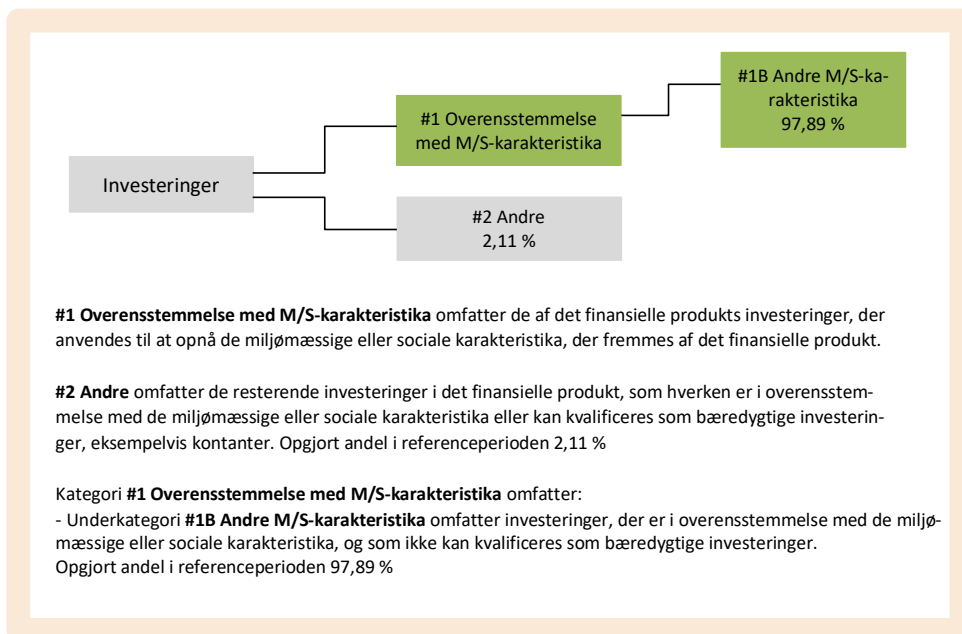 #1B Andre M/S-ka-
rakteristika
97,89 %
#1 Overensstemmelse
med M/S-karakteristika
Investeringer
#2 Andre
2,11 %
#1 Overensstemmelse med M/S-karakteristika omfatter de af det finansielle produkts investeringer, der
anvendes til at opnå de miljømæssige eller sociale karakteristika, der fremmes af det finansielle produkt.
#2 Andre omfatter de resterende investeringer i det finansielle produkt, som hverken er i overensstem-
melse med de miljømæssige eller sociale karakteristika eller kan kvalificeres som bæredygtige investerin-
ger, eksempelvis kontanter. Opgjort andel i referenceperioden 2,11 %
Kategori #1 Overensstemmelse med M/S-karakteristika omfatter:
- Underkategori #1B Andre M/S-karakteristika omfatter investeringer, der er i overensstemmelse med de miljø-
mæssige eller sociale karakteristika, og som ikke kan kvalificeres som bæredygtige investeringer.
Opgjort andel i referenceperioden 97,89 %